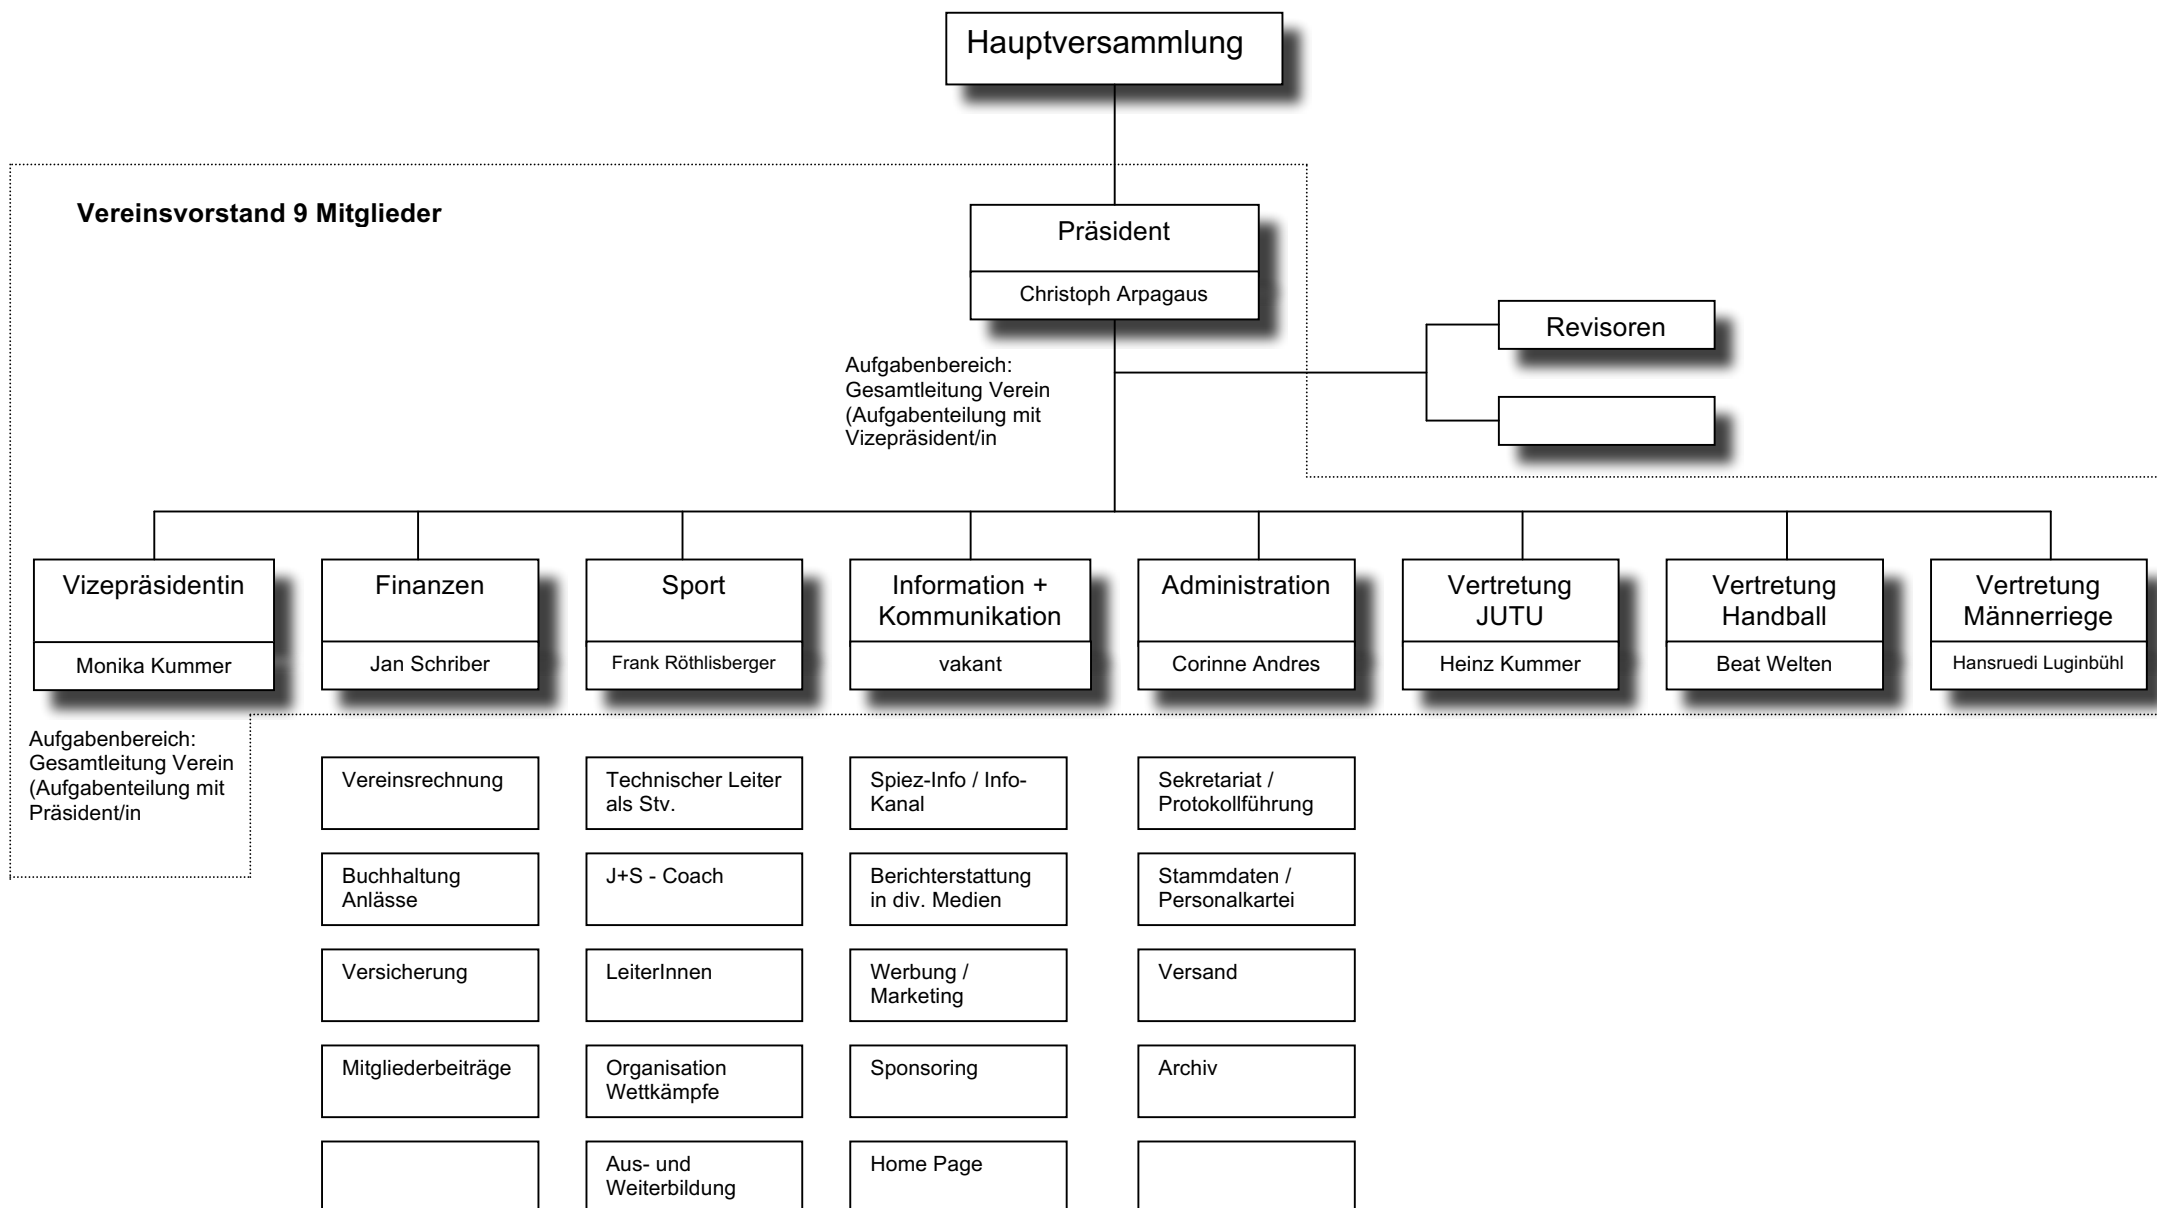 Hauptversammlung
Vereinsvorstand 9 Mitglieder
Präsident
Christoph Arpagaus
Revisoren
Aufgabenbereich:
Gesamtleitung Verein
(Aufgabenteilung mit
Vizepräsident/in
Vizepräsidentin
Monika Kummer
Finanzen
Jan Schriber
Sport
Frank Röthlisberger
Information +
Kommunikation
vakant
Administration
Corinne Andres
Vertretung
JUTU
Heinz Kummer
Vertretung
Handball
Beat Welten
Vertretung
Männerriege
Hansruedi Luginbühl
Aufgabenbereich:
Gesamtleitung Verein
(Aufgabenteilung mit
Präsident/in
Vereinsrechnung
Buchhaltung
Anlässe
Versicherung
Mitgliederbeiträge
Technischer Leiter
als Stv.
J+S - Coach
LeiterInnen
Organisation
Wettkämpfe
Aus- und
Weiterbildung
Spiez-Info / Info-
Kanal
Berichterstattung
in div. Medien
Werbung /
Marketing
Sponsoring
Home Page
Sekretariat /
Protokollführung
Stammdaten /
Personalkartei
Versand
Archiv